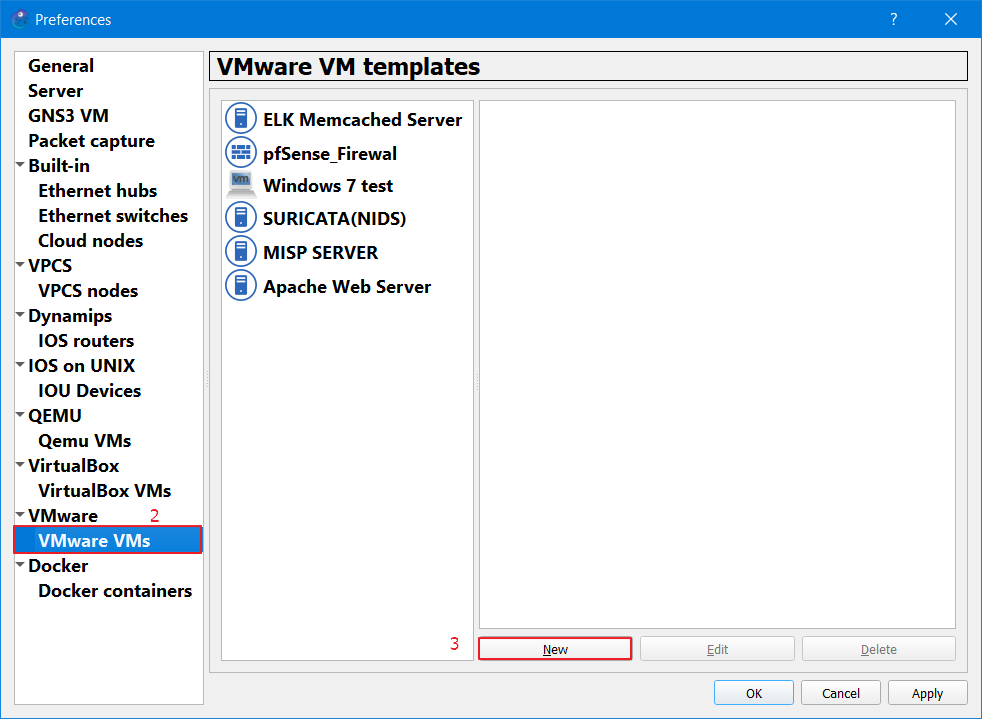 Preferences
?
General
Server
GNS3 VM
Packet capture
Built-in
Ethernet hubs
Ethernet switches
Cloud nodes
VPCS
VPCS nodes
Dynamips
IOS routers
IOS on UNIX
IOU Devices
QEMU
Qemu VMs
VirtualBox
VirtualBox VMs
VMware 2
VMware VMs
Docker
Docker containers
VMware VM templates
ELK Memcached Server
pfSense_Firewal
vm
Windows 7 test
SURICATA(NIDS)
MISP SERVER
Apache Web Server
3 New Edit Delete
OK Cancel Apply